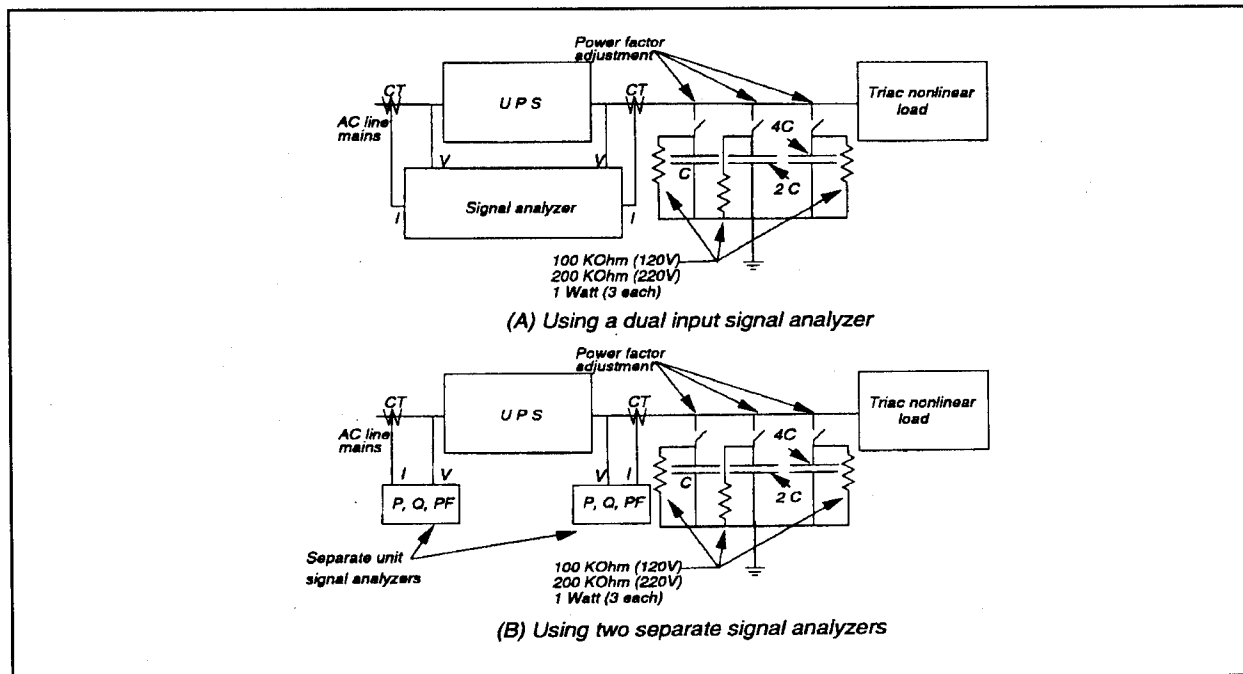 Power factor
adjustment
CT
U P S
CT
Triac nonlinear
load
AC line
mains
4C
V
V
C
2 C
I
Signal analyzer
I
100 KOhm (120V)
200 KOhm (220V)
1 Watt (3 each)
(A) Using a dual input signal analyzer
Power factor
adjustment
CT
U P S
CT
Triac nonlinear
load
AC line
mains
4C
I
V
V
I
C
2 C
P, Q, PF
P, Q, PF
Separate unit
signal analyzers
100 KOhm (120V)
200 KOhm (220V)
1 Watt (3 each)
(B) Using two separate signal analyzers